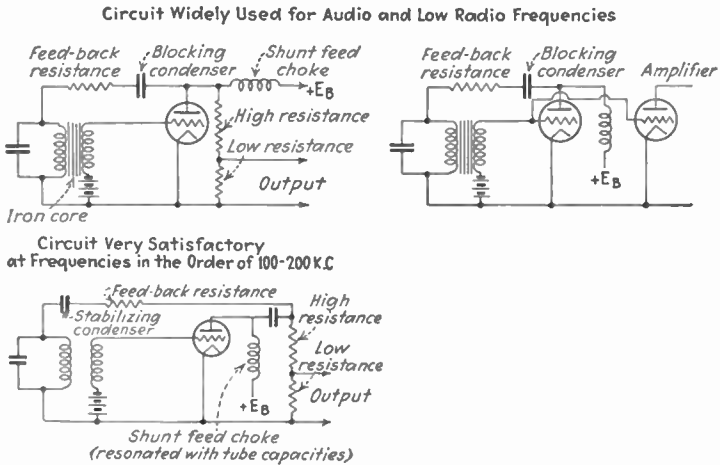 Circuit Widely Used for Audio and Low Radio Frequencies
Feed-back
resistance
Blocking
condenser
Shunt feed
choke
+EB
High resistance
Low resistance
Output
Iron core
Feed-back
resistance
Blocking
condenser
Amplifier
+EB
Circuit Very Satisfactory
at Frequencies in the Order of 100-200 K.C
Feed-back resistance
Stabilizing
condenser
High
resistance
Low
resistance
Output
+EB
Shunt feed choke
(resonated with tube capacities)